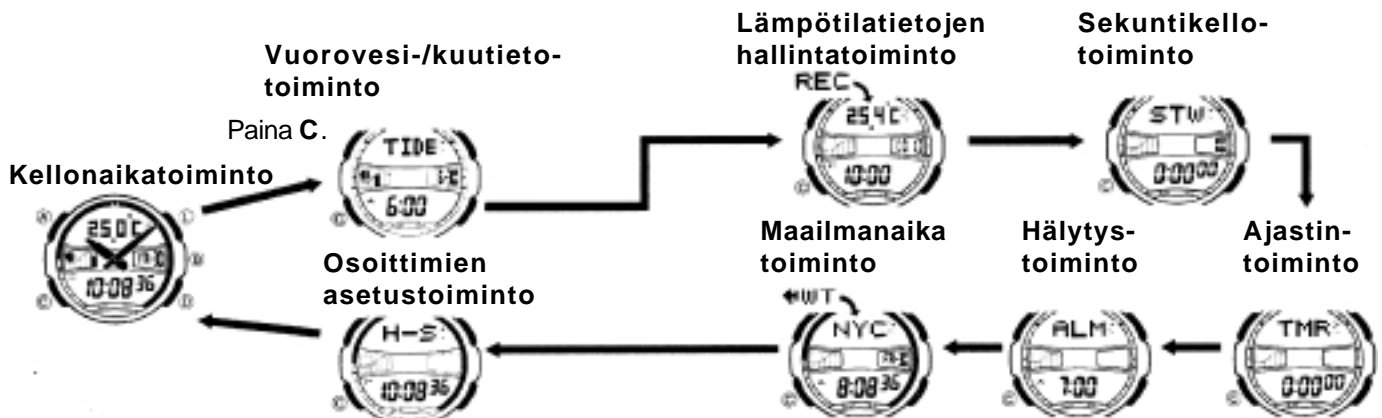 Vuorovesi-/kuutieto-
toiminto
Paina C.
Kellonaikatoiminto
A
L
25.0°C
B
10:08 36
C
D
TIDE
6:00
C
Lämpötilatietojen
hallintatoiminto
REC
25.4°C
10:00
C
Sekuntikello-
toiminto
STW
0:00 00
C
Ajastin-
toiminto
TMR
0:00 00
C
Hälytys-
toiminto
ALM
7:00
C
Maailmanaika
toiminto
WT
NYC
8:08 36
C
Osoittimien
asetustoiminto
H-S
10:08 36
C